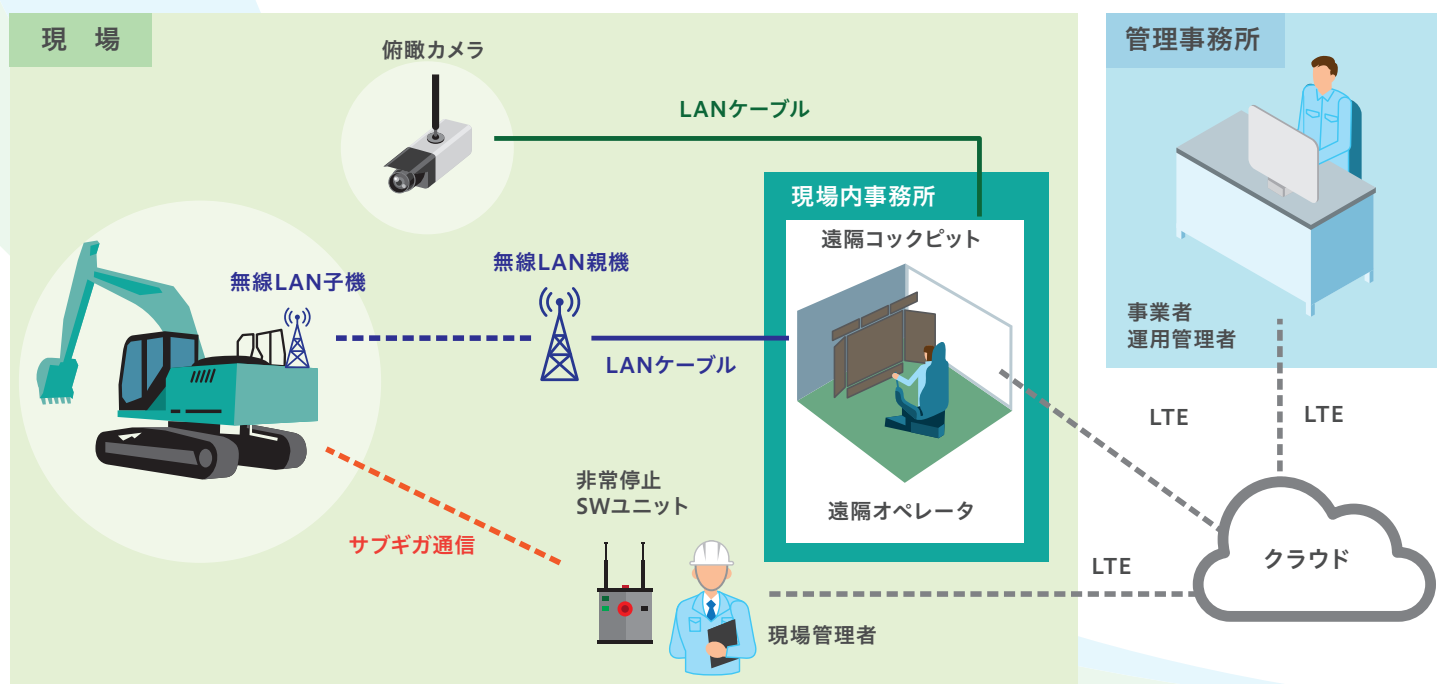 現　場
俯瞰カメラ
LANケーブル
無線LAN子機
無線LAN親機
LANケーブル
サブギガ通信
非常停止
SWユニット
現場管理者
現場内事務所
遠隔コックピット
遠隔オペレータ
管理事務所
事業者
運用管理者
LTE
LTE
LTE
クラウド